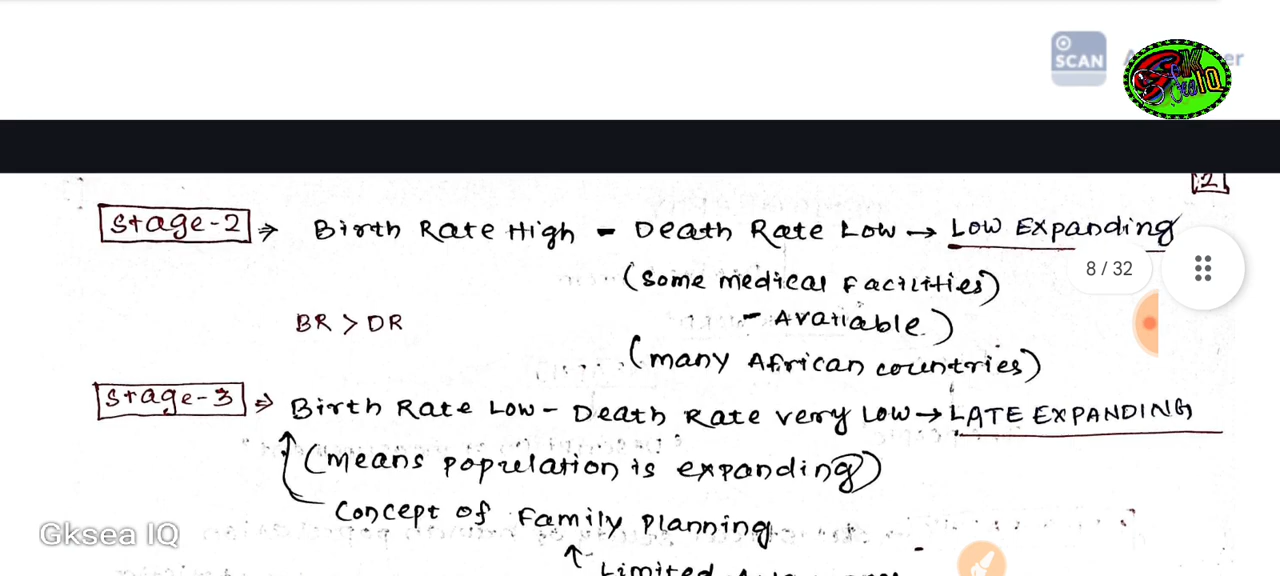 SCAN
er
2
Stage-2 ⇒ Birth Rate High - Death Rate Low → Low Expanding
8 / 32
(Some medical Facilities)
- Available)
BR > DR
(many African countries)
Stage-3 ⇒ Birth Rate Low - Death Rate very Low → LATE EXPANDING
(means population is expanding)
Concept of Family Planning
Gksea IQ
Limited